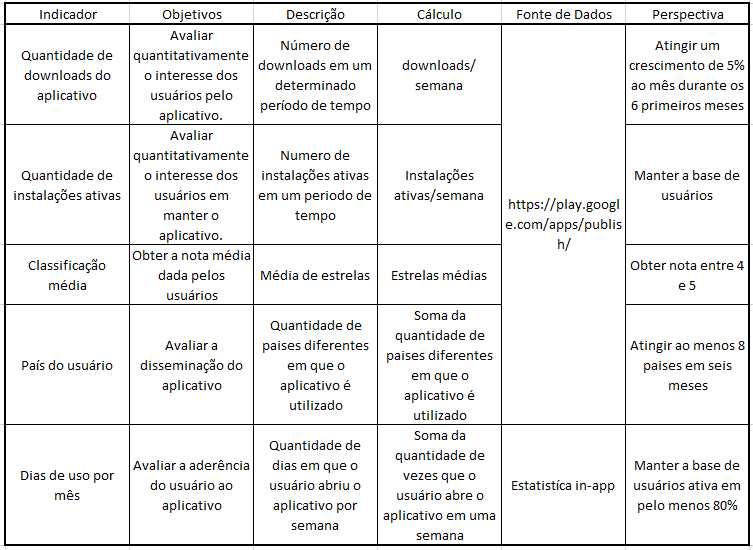 Indicador
Objetivos
Descrição
Cálculo
Fonte de Dados
Perspectiva
Quantidade de
downloads do
aplicativo
Avaliar
quantitativamente
o interesse dos
usuários pelo
aplicativo.
Número de
downloads em um
determinado
período de tempo
downloads/
semana
https://play.googl
e.com/apps/publis
h/
Atingir um
crescimento de 5%
ao mês durante os
6 primeiros meses
Quantidade de
instalações ativas
Avaliar
quantitativamente
o interesse dos
usuários em
manter o
aplicativo.
Numero de
instalações ativas
em um periodo de
tempo
Instalações
ativas/semana
Manter a base de
usuários
Classificação
média
Obter a nota média
dada pelos
usuários
Média de estrelas
Estrelas médias
Obter nota entre 4
e 5
País do usuário
Avaliar a
disseminação do
aplicativo
Quantidade de
paises diferentes
em que o
aplicativo é
utilizado
Soma da
quantidade de
paises diferentes
em que o
aplicativo é
utilizado
Atingir ao menos 8
paises em seis
meses
Dias de uso por
mês
Avaliar a aderência
do usuário ao
aplicativo
Quantidade de
dias em que o
usuário abriu o
aplicativo por
semana
Soma da
quantidade de
vezes que o
usuário abre o
aplicativo em uma
semana
Estatistíca in-app
Manter a base de
usuários ativa em
pelo menos 80%